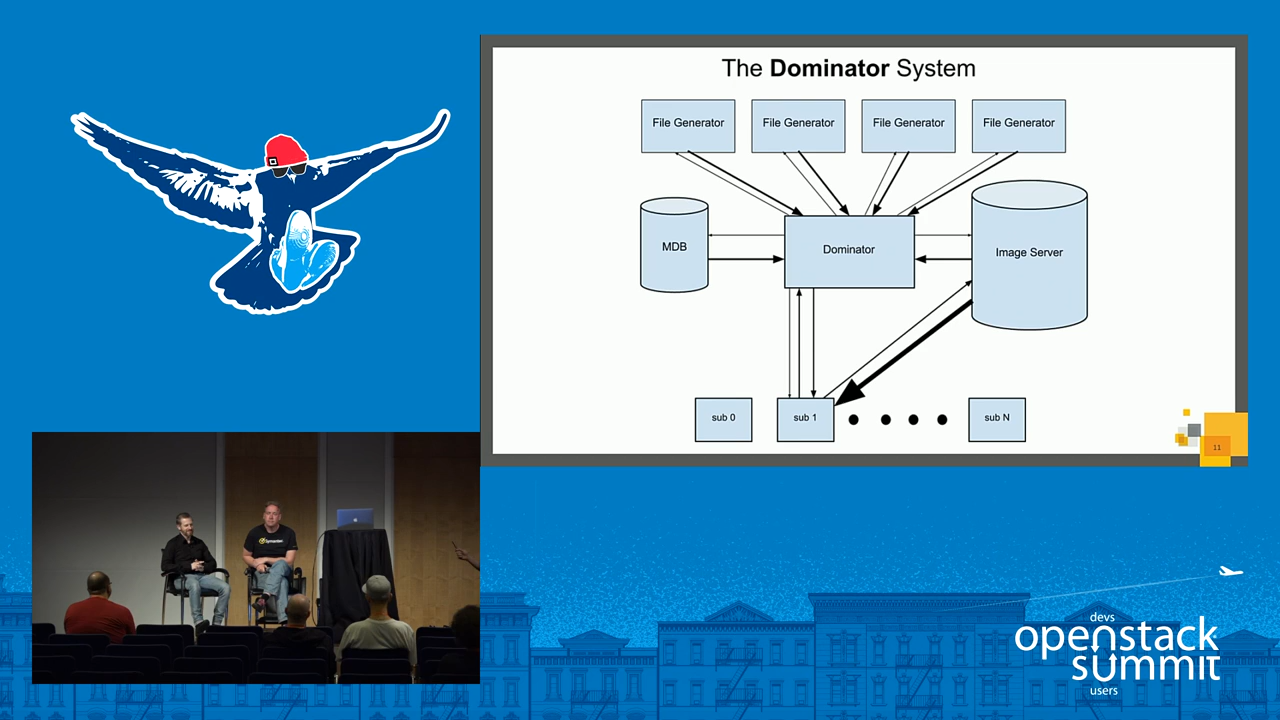 The Dominator System
File Generator
File Generator
File Generator
File Generator
MDB
Dominator
Image Server
sub 0
sub 1
sub N
11
Symantec
devs
openstack
summit
users